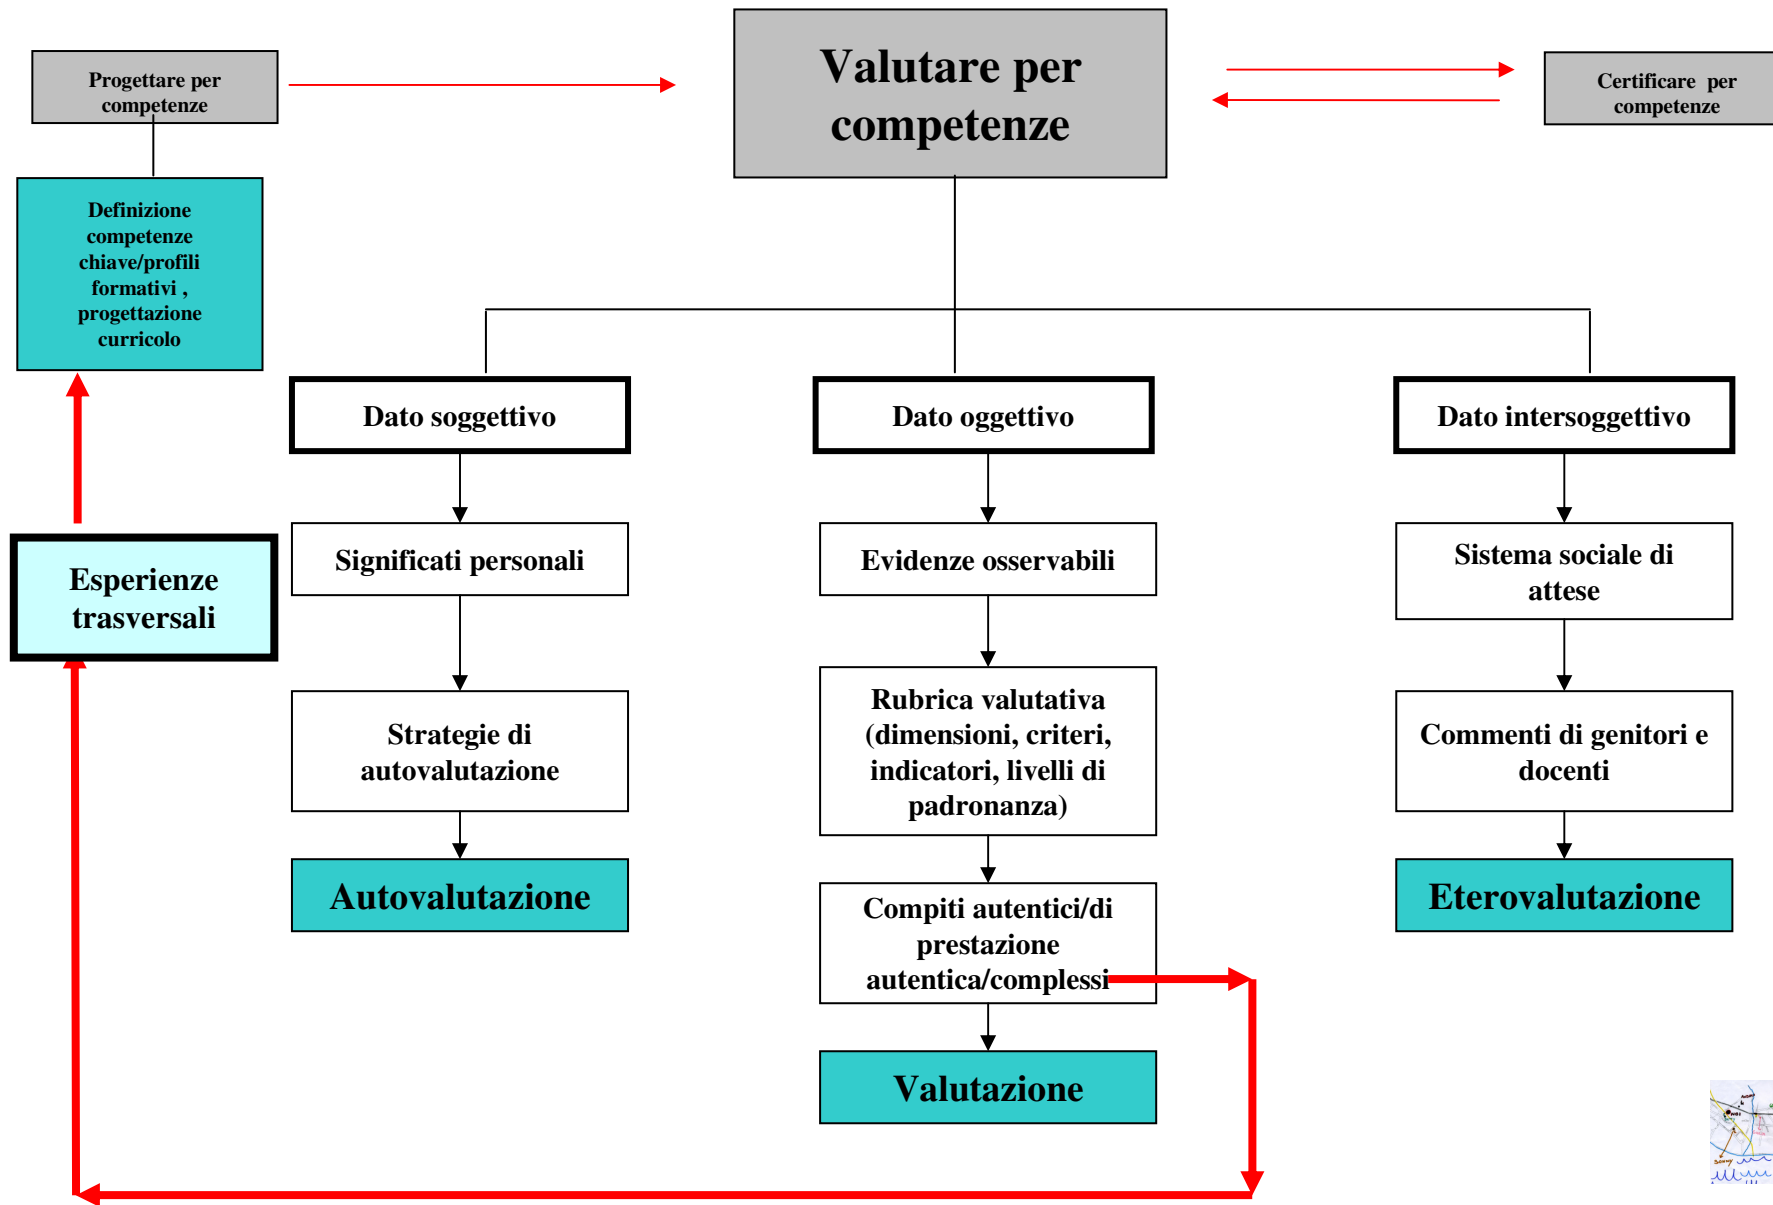 Progettare per
competenze
Valutare per
competenze
Certificare per
competenze
Definizione
competenze
chiave/profili
formativi ,
progettazione
curricolo
Dato soggettivo
Dato oggettivo
Dato intersoggettivo
Esperienze
trasversali
Significati personali
Evidenze osservabili
Sistema sociale di
attese
Strategie di
autovalutazione
Rubrica valutativa
(dimensioni, criteri,
indicatori, livelli di
padronanza)
Commenti di genitori e
docenti
Autovalutazione
Compiti autentici/di
prestazione
autentica/complessi
Eterovalutazione
Valutazione